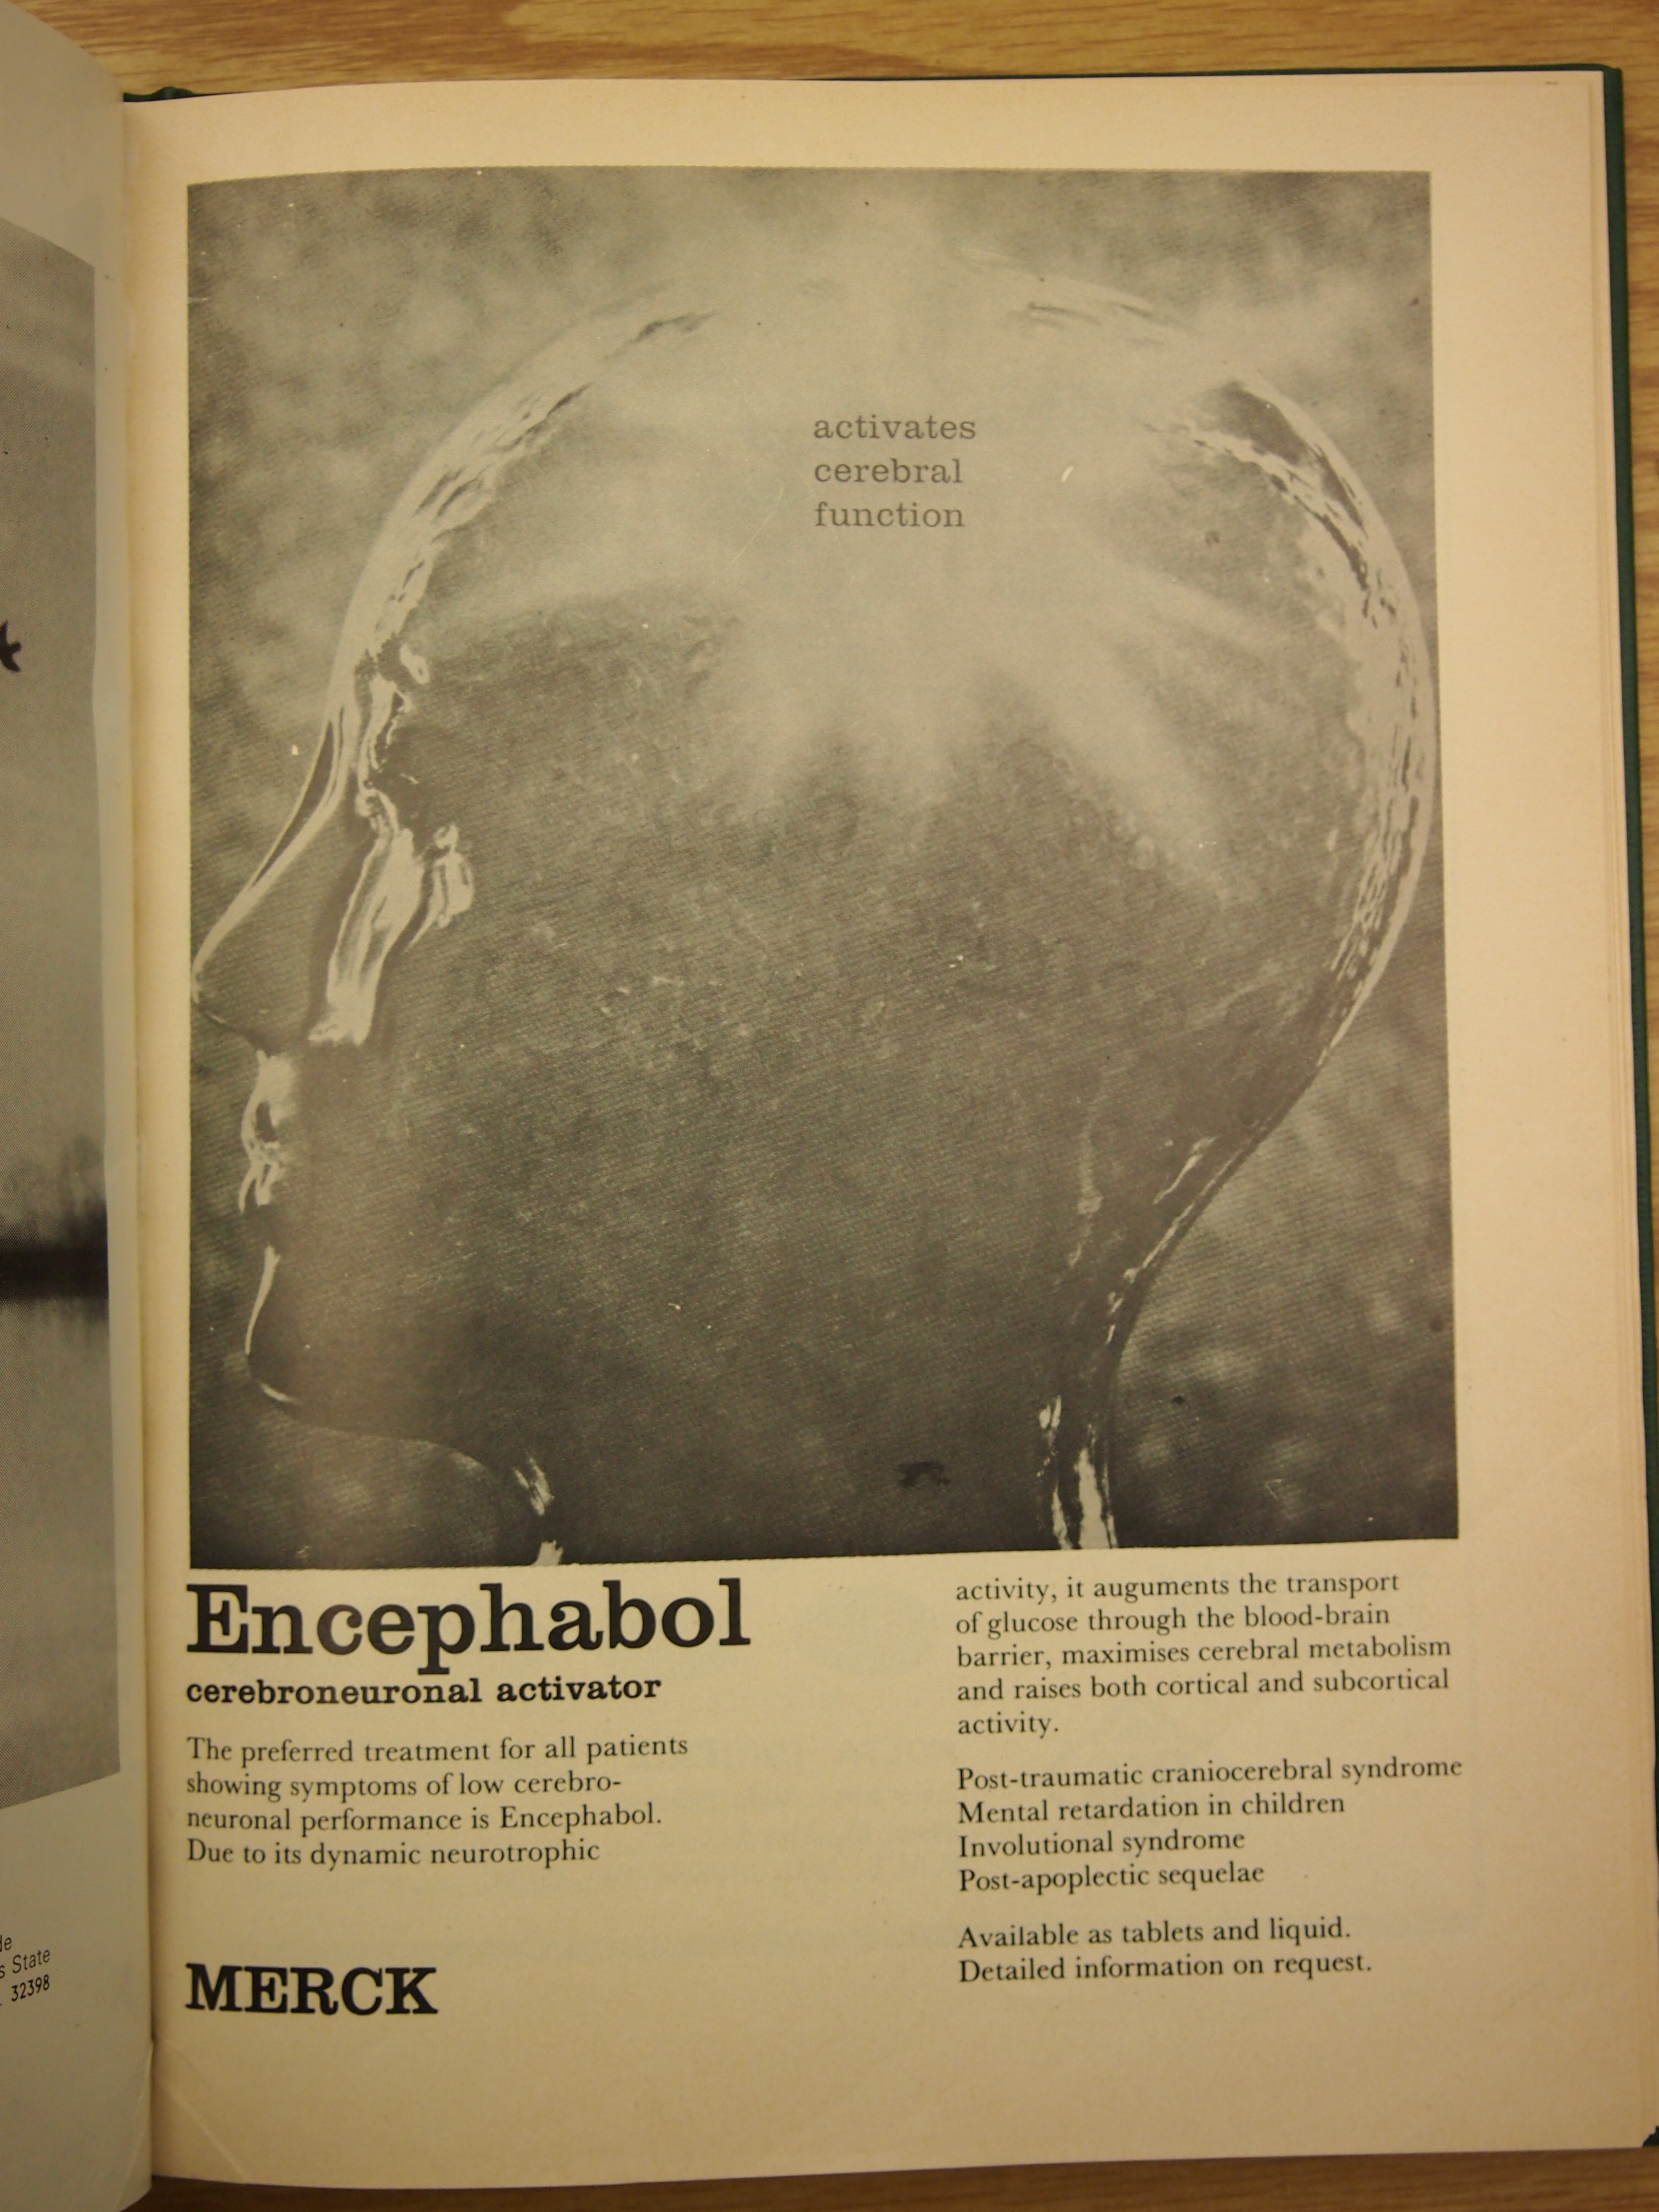 activates
cerebral
function
Encephabol
cerebroneuronal activator
The preferred treatment for all patients
showing symptoms of low cerebro-
neuronal performance is Encephabol.
Due to its dynamic neurotrophic
MERCK
activity, it auguments the transport
of glucose through the blood-brain
barrier, maximises cerebral metabolism
and raises both cortical and subcortical
activity.
Post-traumatic craniocerebral syndrome
Mental retardation in children
Involutional syndrome
Post-apoplectic sequelae
Available as tablets and liquid.
Detailed information on request.
State
32398